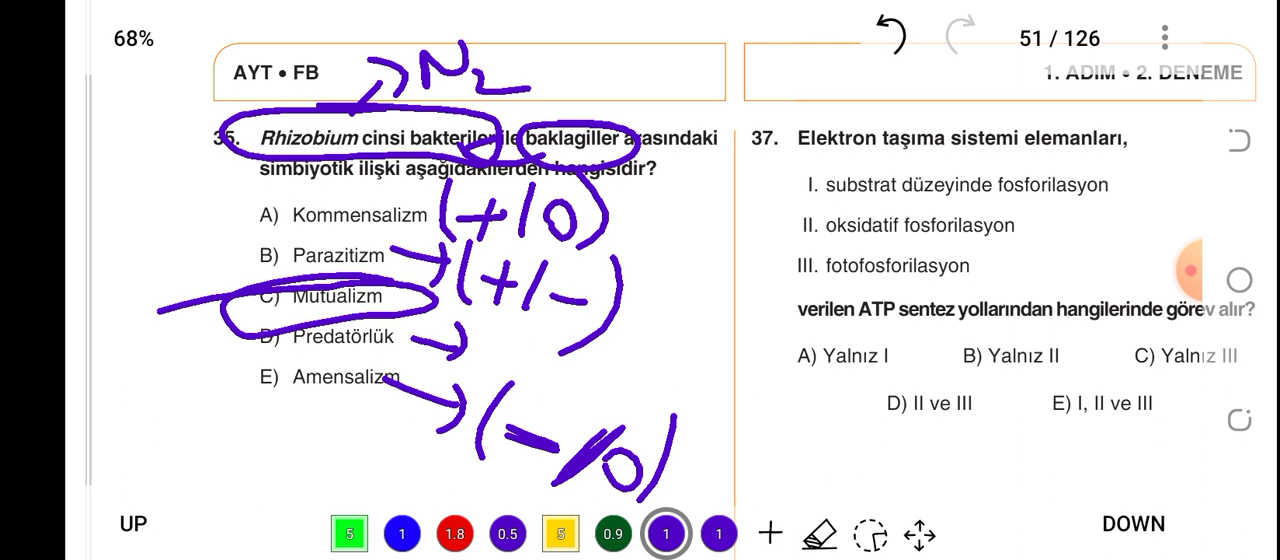 68%
51 / 126
AYT • FB
1. ADIM • 2. DENEME
N2
35. Rhizobium cinsi bakteriler ile baklagiller arasındaki
simbiyotik ilişki aşağıdakilerden hangisidir?
A) Kommensalizm (+/0)
B) Parazitizm (+/-)
C) Mutualizm
D) Predatörlük
E) Amensalizm (-/0)
37. Elektron taşıma sistemi elemanları,
I. substrat düzeyinde fosforilasyon
II. oksidatif fosforilasyon
III. fotofosforilasyon
verilen ATP sentez yollarından hangilerinde görev alır?
A) Yalnız I B) Yalnız II C) Yalnız III
D) II ve III E) I, II ve III
UP
5 1 1.8 0.5 5 0.9 1 1
DOWN